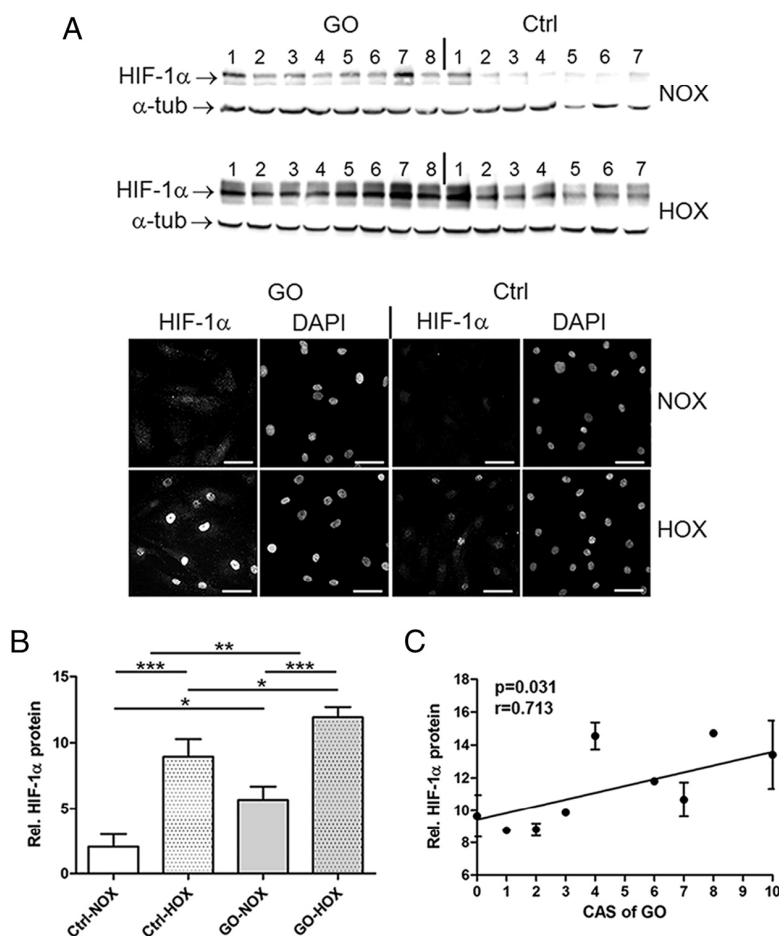 A
GO Ctrl
1 2 3 4 5 6 7 8 1 2 3 4 5 6 7
HIF-1α →
NOX
α-tub →
1 2 3 4 5 6 7 8 1 2 3 4 5 6 7
HIF-1α →
HOX
α-tub →
GO Ctrl
HIF-1α DAPI HIF-1α DAPI
NOX
HOX
B
**
*** ***
*
*
Rel. HIF-1α protein
15
10
5
0
Ctrl-NOX
Ctrl-HOX
GO-NOX
GO-HOX
C
p=0.031
r=0.713
Rel. HIF-1α protein
18
16
14
12
10
8
6
0 1 2 3 4 5 6 7 8 9 10
CAS of GO